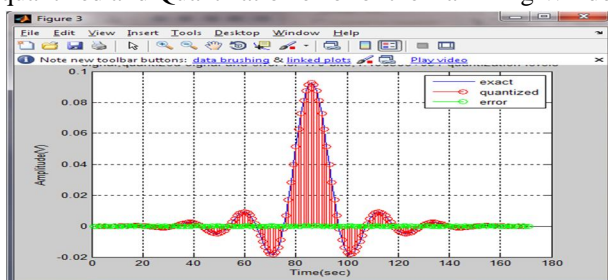 Figure 3
File Edit View Insert Tools Desktop Window Help
Note new toolbar buttons: data brushing & linked plots Play video
0.1
0.08
0.06
0.04
0.02
0
-0.02
Amplitude(V)
exact
quantized
error
0 20 40 60 80 100 120 140 160 180
Time(sec)